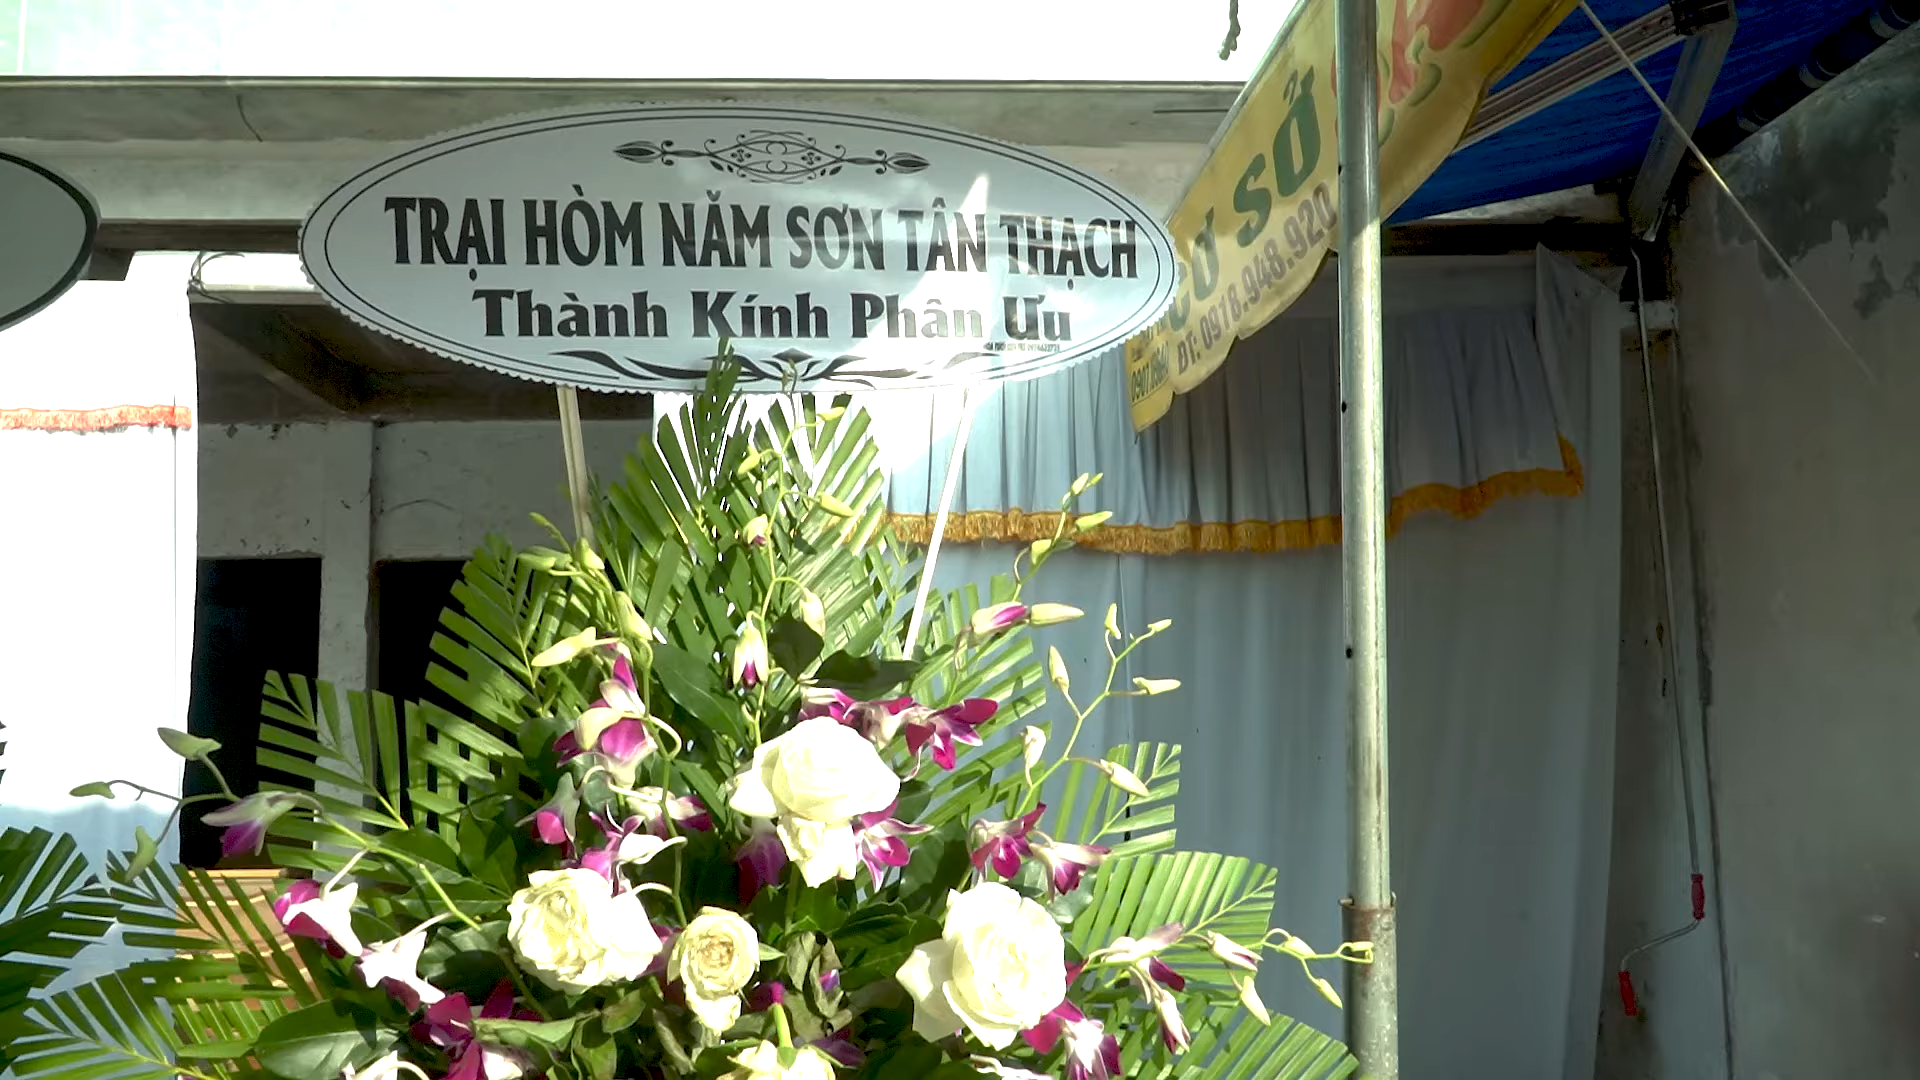 TRẠI HÒM NĂM SƠN TÂN THẠCH
Thành Kính Phân Ưu
CƠ SỞ
ĐT: 0918.948.920